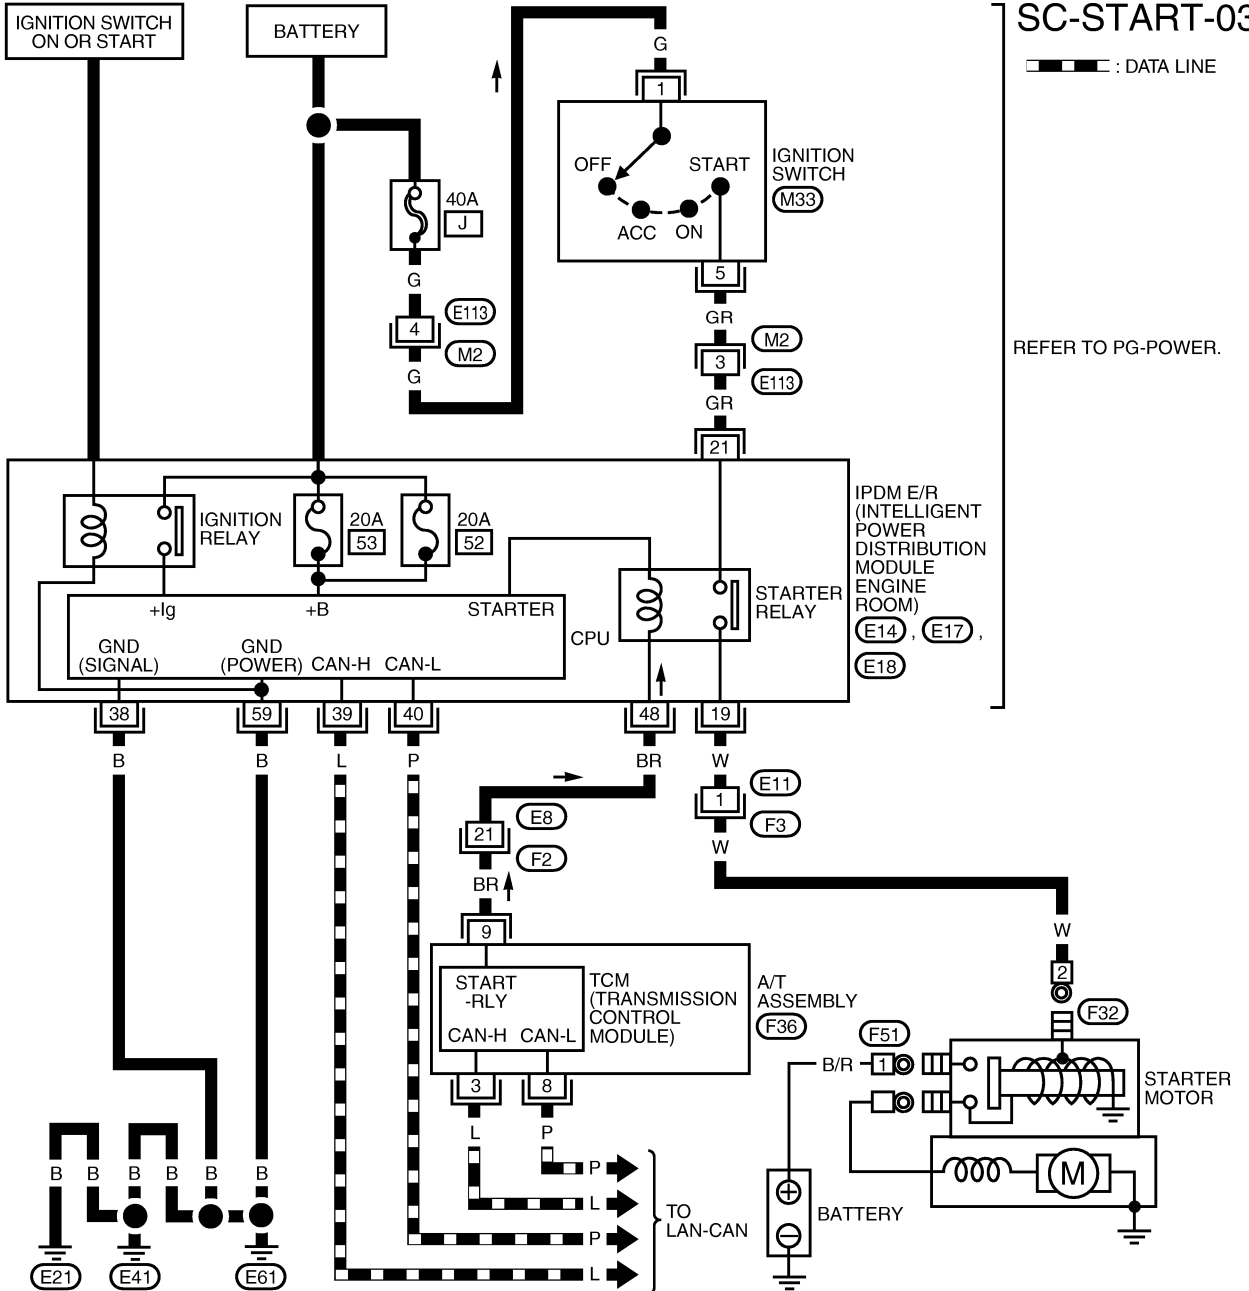 IGNITION SWITCH
ON OR START
BATTERY
SC-START-03
: DATA LINE
G
1
OFF
START
ACC
ON
IGNITION
SWITCH
M33
40A
J
G
4
E113
M2
G
5
GR
3
M2
E113
GR
21
REFER TO PG-POWER.
IGNITION
RELAY
20A
53
20A
52
STARTER
RELAY
IPDM E/R
(INTELLIGENT
POWER
DISTRIBUTION
MODULE
ENGINE
ROOM)
E14 , E17 ,
E18
+Ig
+B
STARTER
CPU
GND
(SIGNAL)
GND
(POWER)
CAN-H
CAN-L
38
59
39
40
48
19
B
B
L
P
BR
W
E8
21
F2
BR
E11
1
F3
W
9
START
-RLY
CAN-H
CAN-L
TCM
(TRANSMISSION
CONTROL
MODULE)
A/T
ASSEMBLY
F36
3
8
L
P
W
2
F32
F51
B/R
1
STARTER
MOTOR
M
BATTERY
B
B
B
B
B
B
E21
E41
E61
P
L
P
L
TO
LAN-CAN